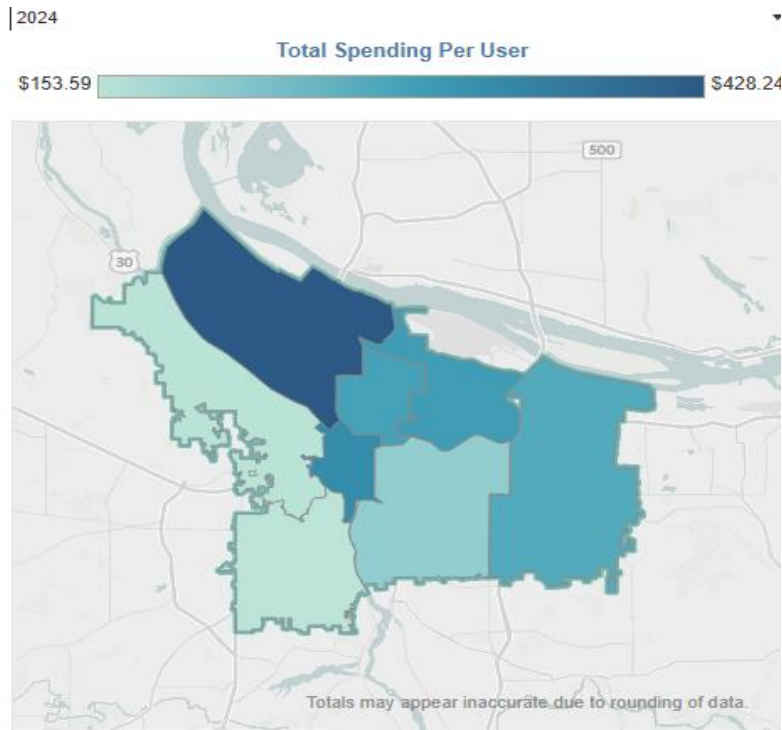 2024
Total Spending Per User
$153.59 $428.24
500
30
Totals may appear inaccurate due to rounding of data.